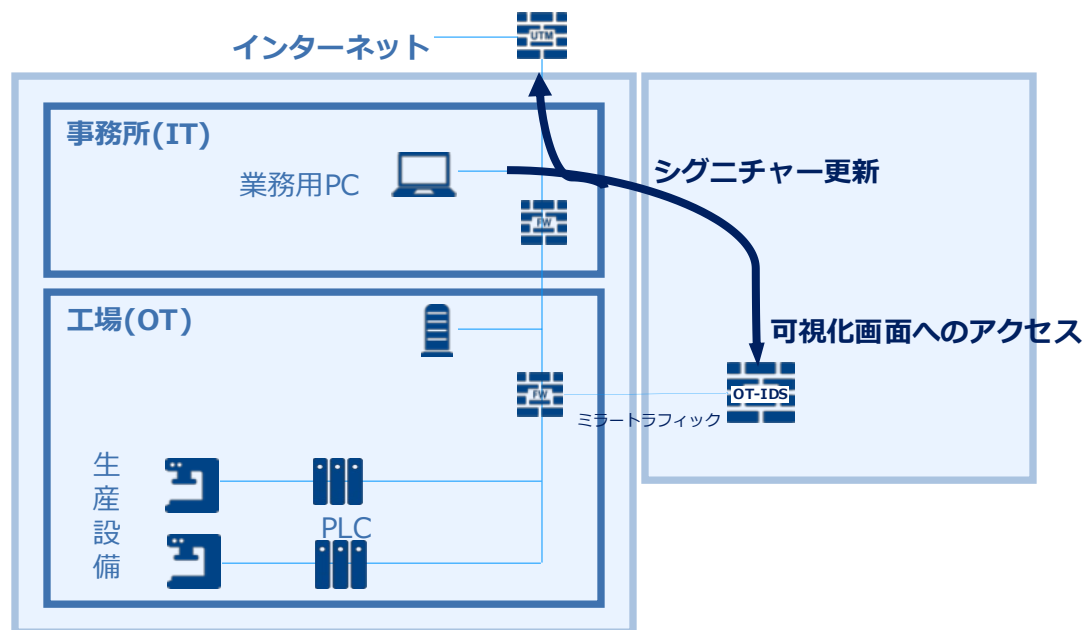 UTM
インターネット
事務所(IT)
シグニチャー更新
業務用PC
FW
工場(OT)
可視化画面へのアクセス
FW
OT-IDS
ミラートラフィック
生産設備
PLC